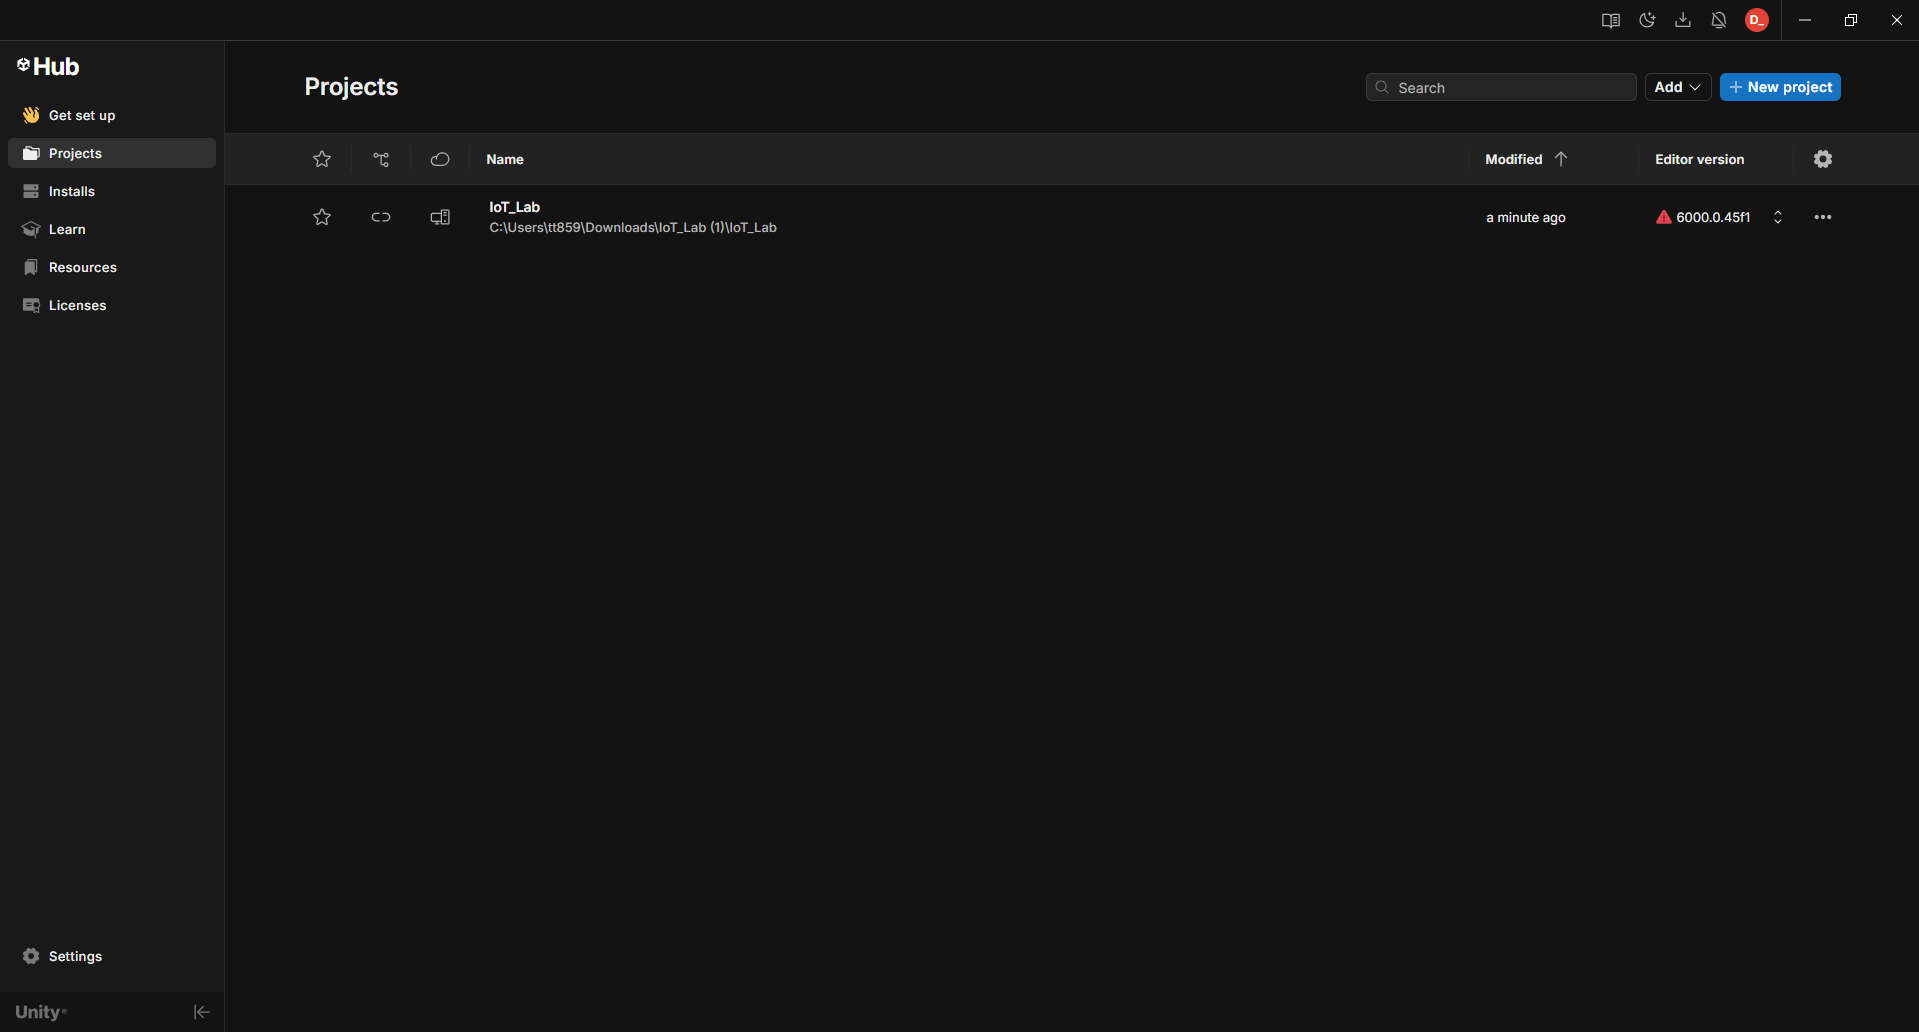 D_
Hub
Get set up
Projects
Installs
Learn
Resources
Licenses
Settings
Unity®
Projects
Search
Add
New project
Name
Modified
Editor version
IoT_Lab
C:\Users\tt859\Downloads\IoT_Lab (1)\IoT_Lab
a minute ago
6000.0.45f1